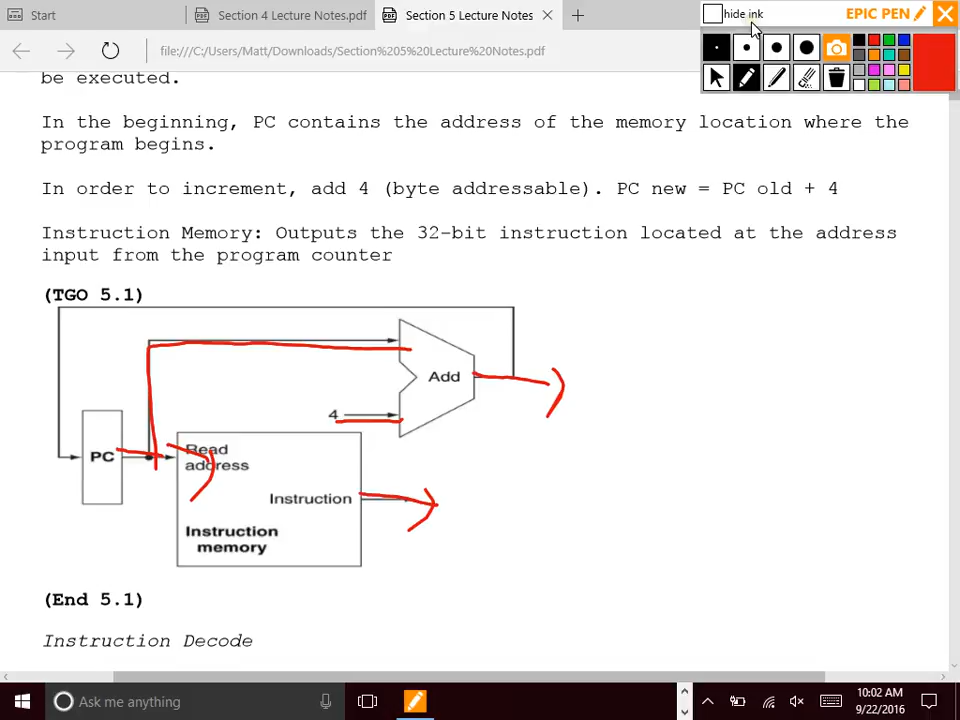 Start
Section 4 Lecture Notes.pdf
Section 5 Lecture Notes
hide ink
EPIC PEN
file:///C:/Users/Matt/Downloads/Section%205%20Lecture%20Notes.pdf
be executed.
In the beginning, PC contains the address of the memory location where the
program begins.
In order to increment, add 4 (byte addressable). PC new = PC old + 4
Instruction Memory: Outputs the 32-bit instruction located at the address
input from the program counter
(TGO 5.1)
Add
4
PC
Read
address
Instruction
Instruction
memory
(End 5.1)
Instruction Decode
Ask me anything
10:02 AM
9/22/2016